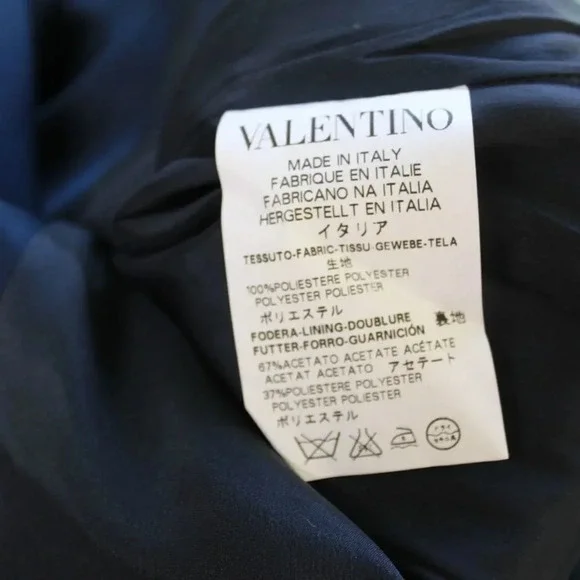 VALENTINO
MADE IN ITALY
FABRIQUE EN ITALIE
FABRICANO NA ITALIA
HERGESTELLT EN ITALIA
イタリア
TESSUTO-FABRIC-TISSU-GEWEBE-TELA
生地
100%POLIESTERE POLYESTER
POLYESTER POLIESTER
ポリエステル
FODERA-LINING-DOUBLURE 裏地
FUTTER-FORRO-GUARNICIÓN
67%ACETATO ACETATE ACÉTATE
ACETAT ACETATO アセテート
37%POLIESTERE POLYESTER
POLYESTER POLIESTER
ポリエステル
ドライ